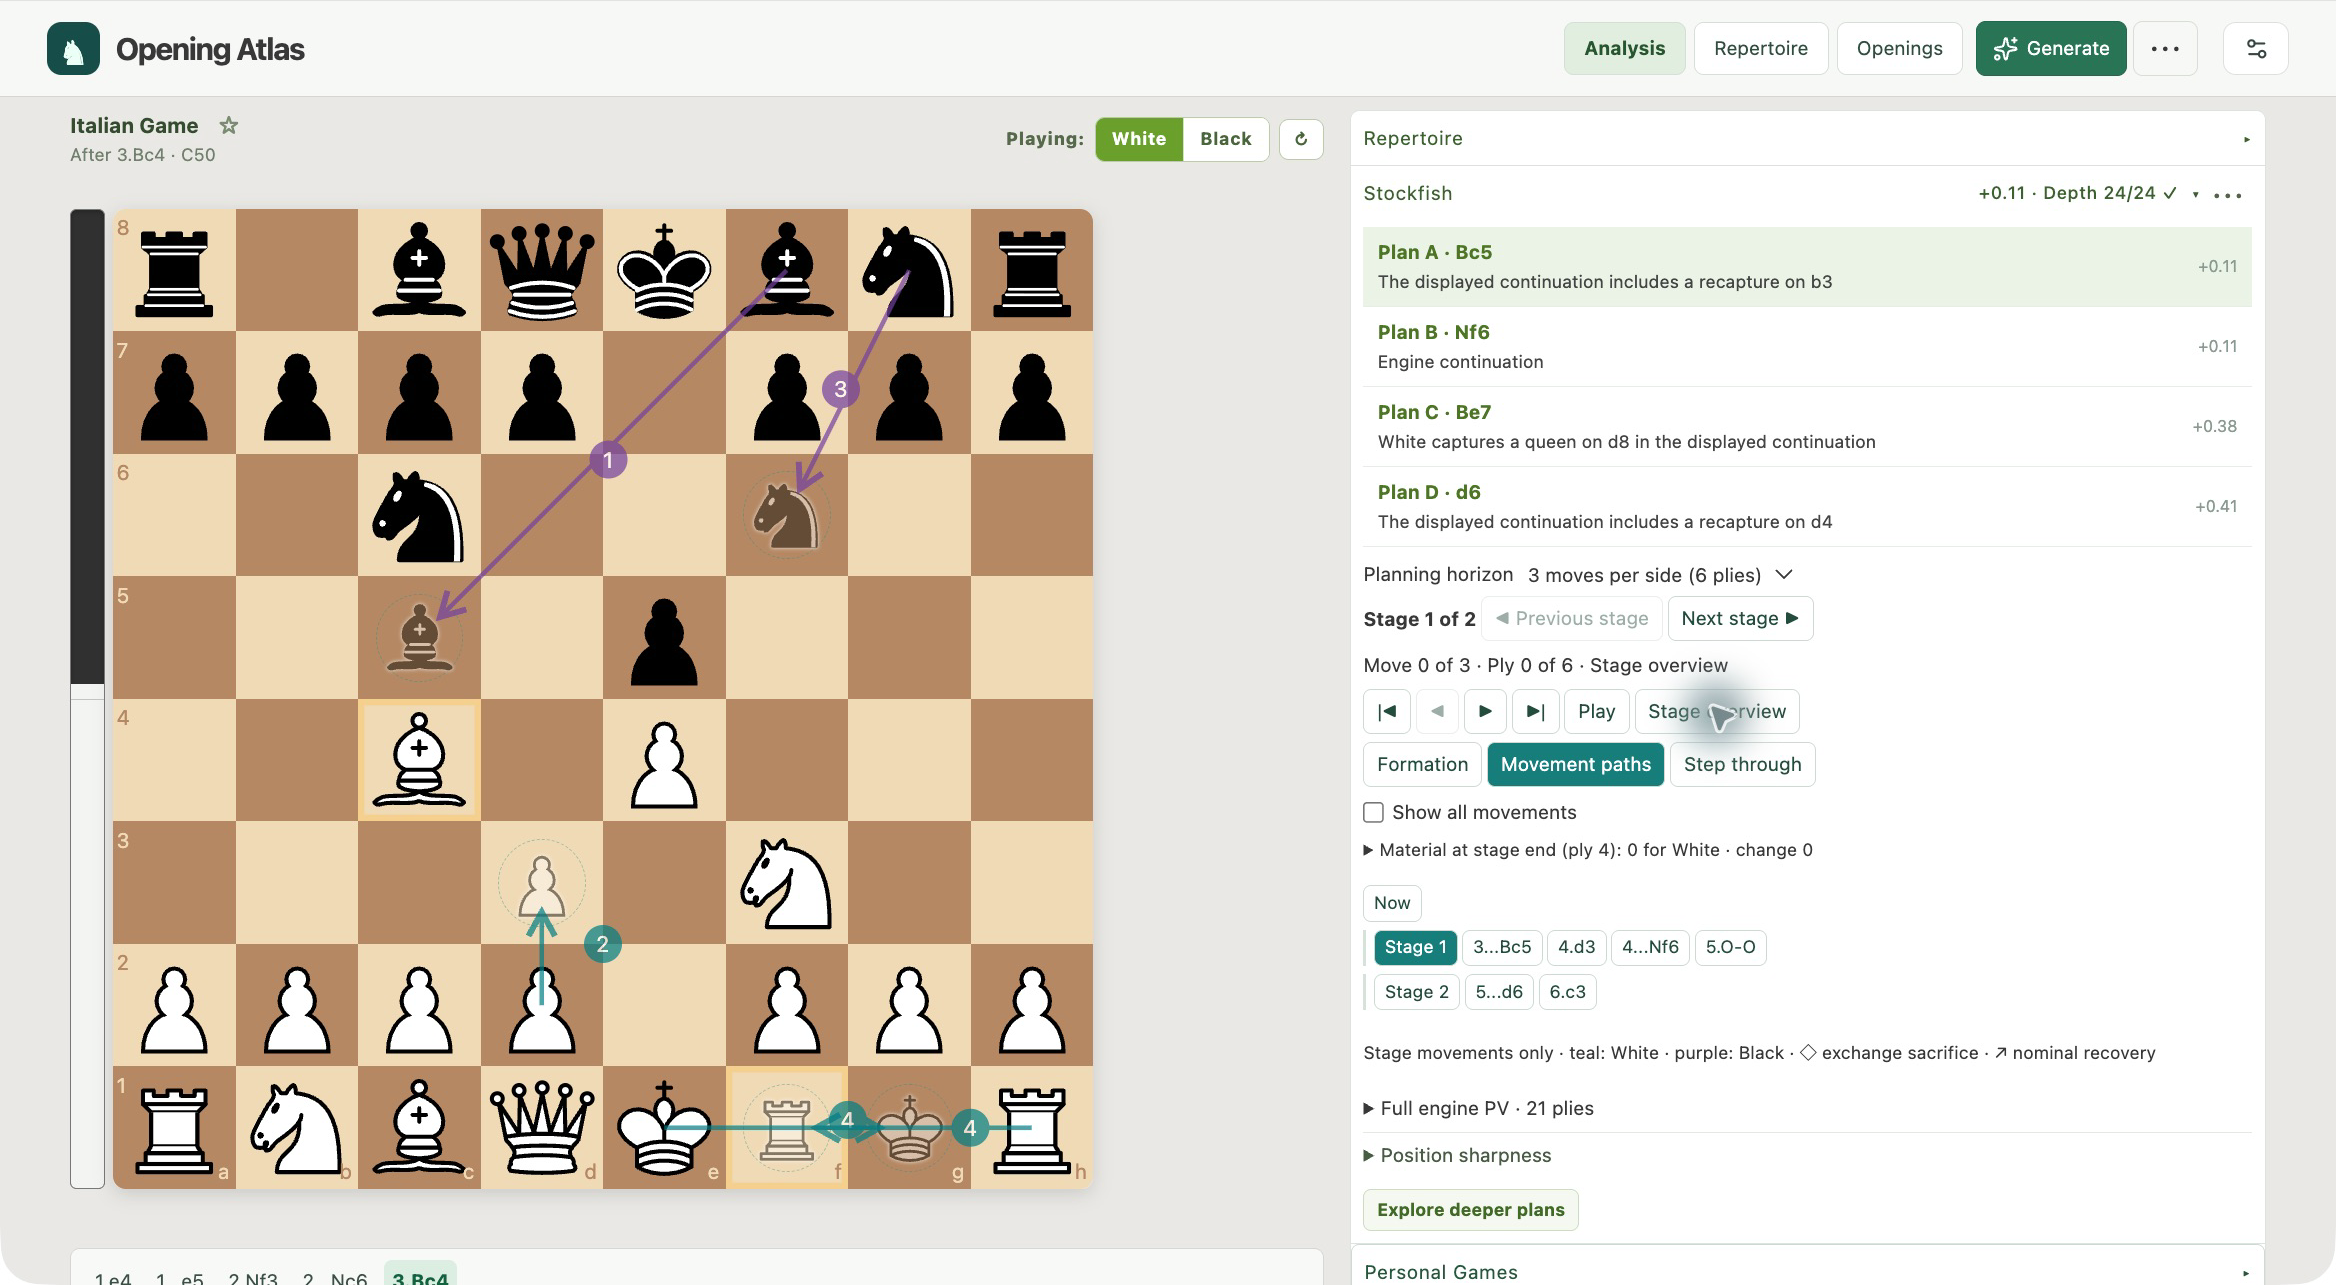 Opening Atlas
Analysis
Repertoire
Openings
Generate
Italian Game
After 3.Bc4 · C50
Playing:
White
Black
8
7
6
5
4
3
2
1
a
b
c
d
e
f
g
h
1
3
2
4
4
1.e4 1...e5 2.Nf3 2...Nc6 3.Bc4
Repertoire
Stockfish
+0.11 · Depth 24/24 ✓
Plan A · Bc5
The displayed continuation includes a recapture on b3
+0.11
Plan B · Nf6
Engine continuation
+0.11
Plan C · Be7
White captures a queen on d8 in the displayed continuation
+0.38
Plan D · d6
The displayed continuation includes a recapture on d4
+0.41
Planning horizon 3 moves per side (6 plies)
Stage 1 of 2 ◀ Previous stage Next stage ▶
Move 0 of 3 · Ply 0 of 6 · Stage overview
|◀ ◀ ▶ ▶| Play Stage overview
Formation Movement paths Step through
Show all movements
▶ Material at stage end (ply 4): 0 for White · change 0
Now
Stage 1 3...Bc5 4.d3 4...Nf6 5.O-O
Stage 2 5...d6 6.c3
Stage movements only · teal: White · purple: Black · ◇ exchange sacrifice · ↗ nominal recovery
▶ Full engine PV · 21 plies
▶ Position sharpness
Explore deeper plans
Personal Games